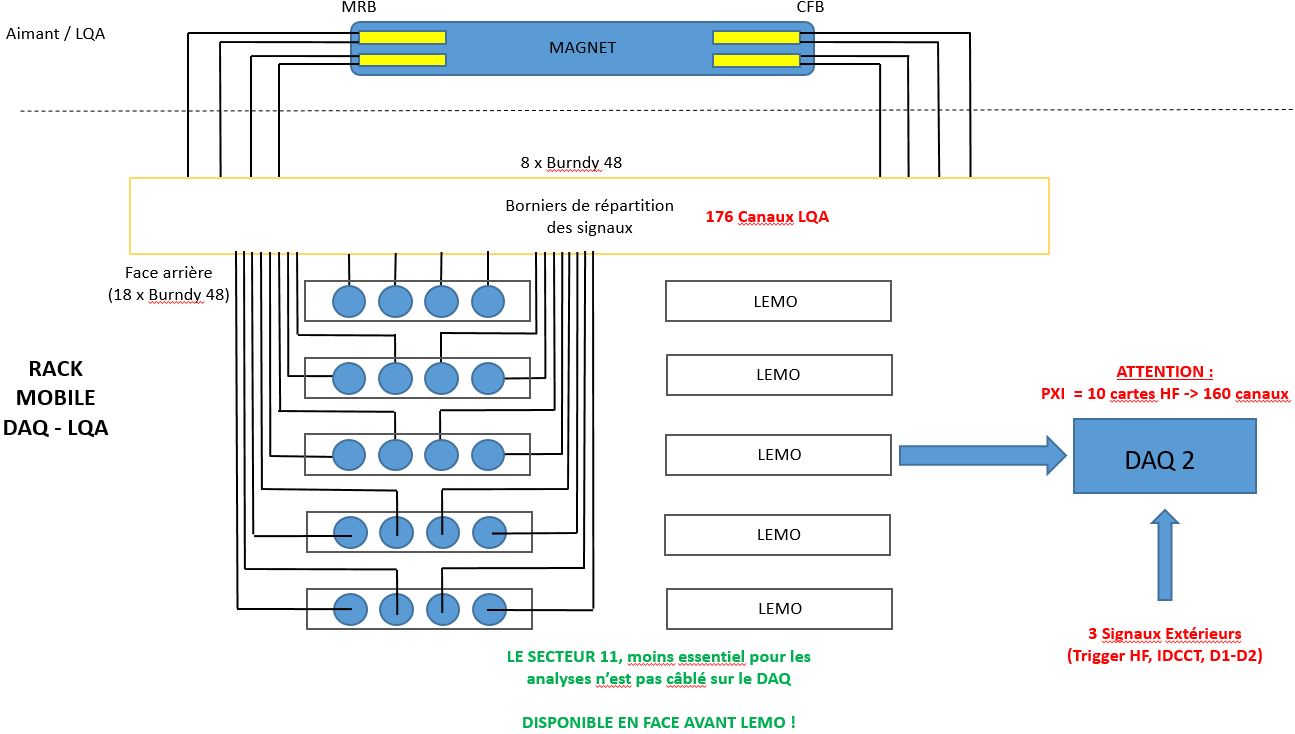 MRB
CFB
Aimant / LQA
MAGNET
8 x Burndy 48
Borniers de répartition
des signaux
176 Canaux LQA
Face arrière
(18 x Burndy 48)
LEMO
LEMO
LEMO
LEMO
LEMO
RACK
MOBILE
DAQ - LQA
ATTENTION :
PXI = 10 cartes HF -> 160 canaux
DAQ 2
3 Signaux Extérieurs
(Trigger HF, IDCCT, D1-D2)
LE SECTEUR 11, moins essentiel pour les
analyses n'est pas câblé sur le DAQ
DISPONIBLE EN FACE AVANT LEMO !